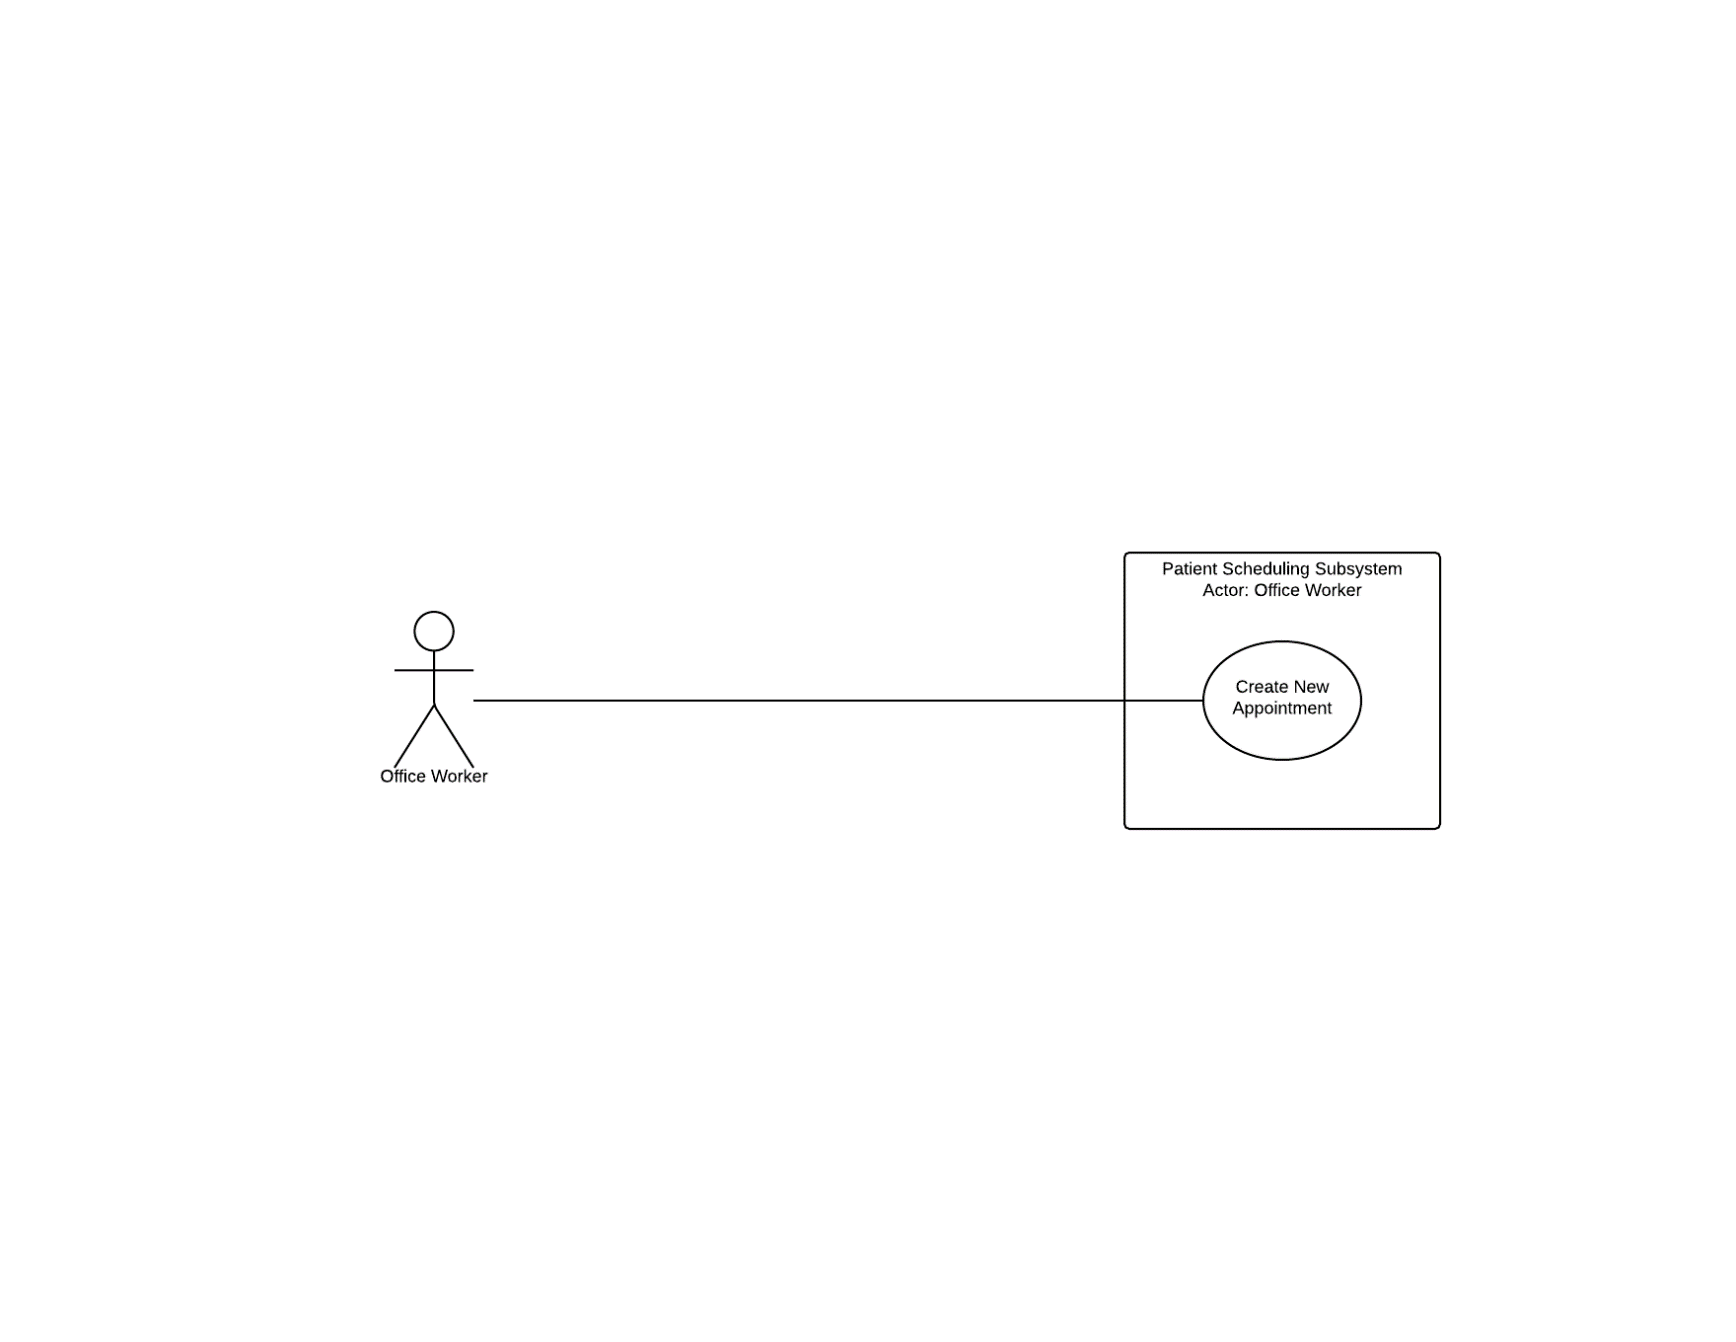 Patient Scheduling Subsystem
Actor: Office Worker
Create New
Appointment
Office Worker